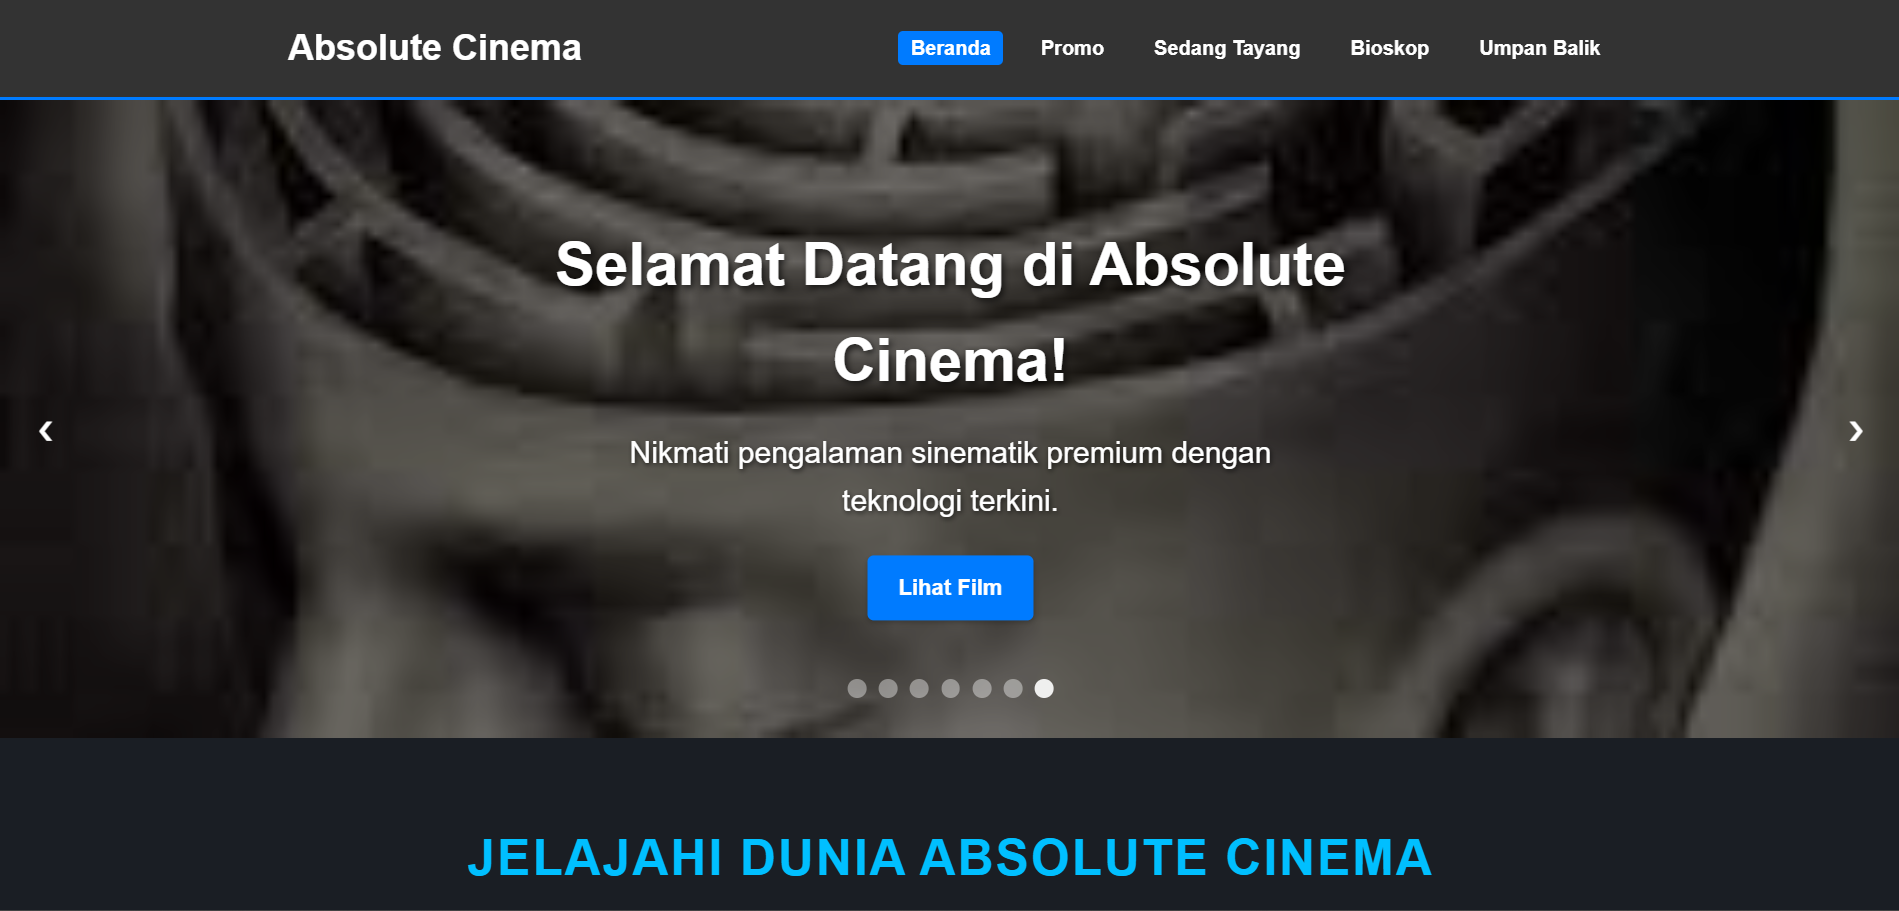 Absolute Cinema
Beranda Promo Sedang Tayang Bioskop Umpan Balik
Selamat Datang di Absolute
Cinema!
Nikmati pengalaman sinematik premium dengan
teknologi terkini.
Lihat Film
JELAJAHI DUNIA ABSOLUTE CINEMA